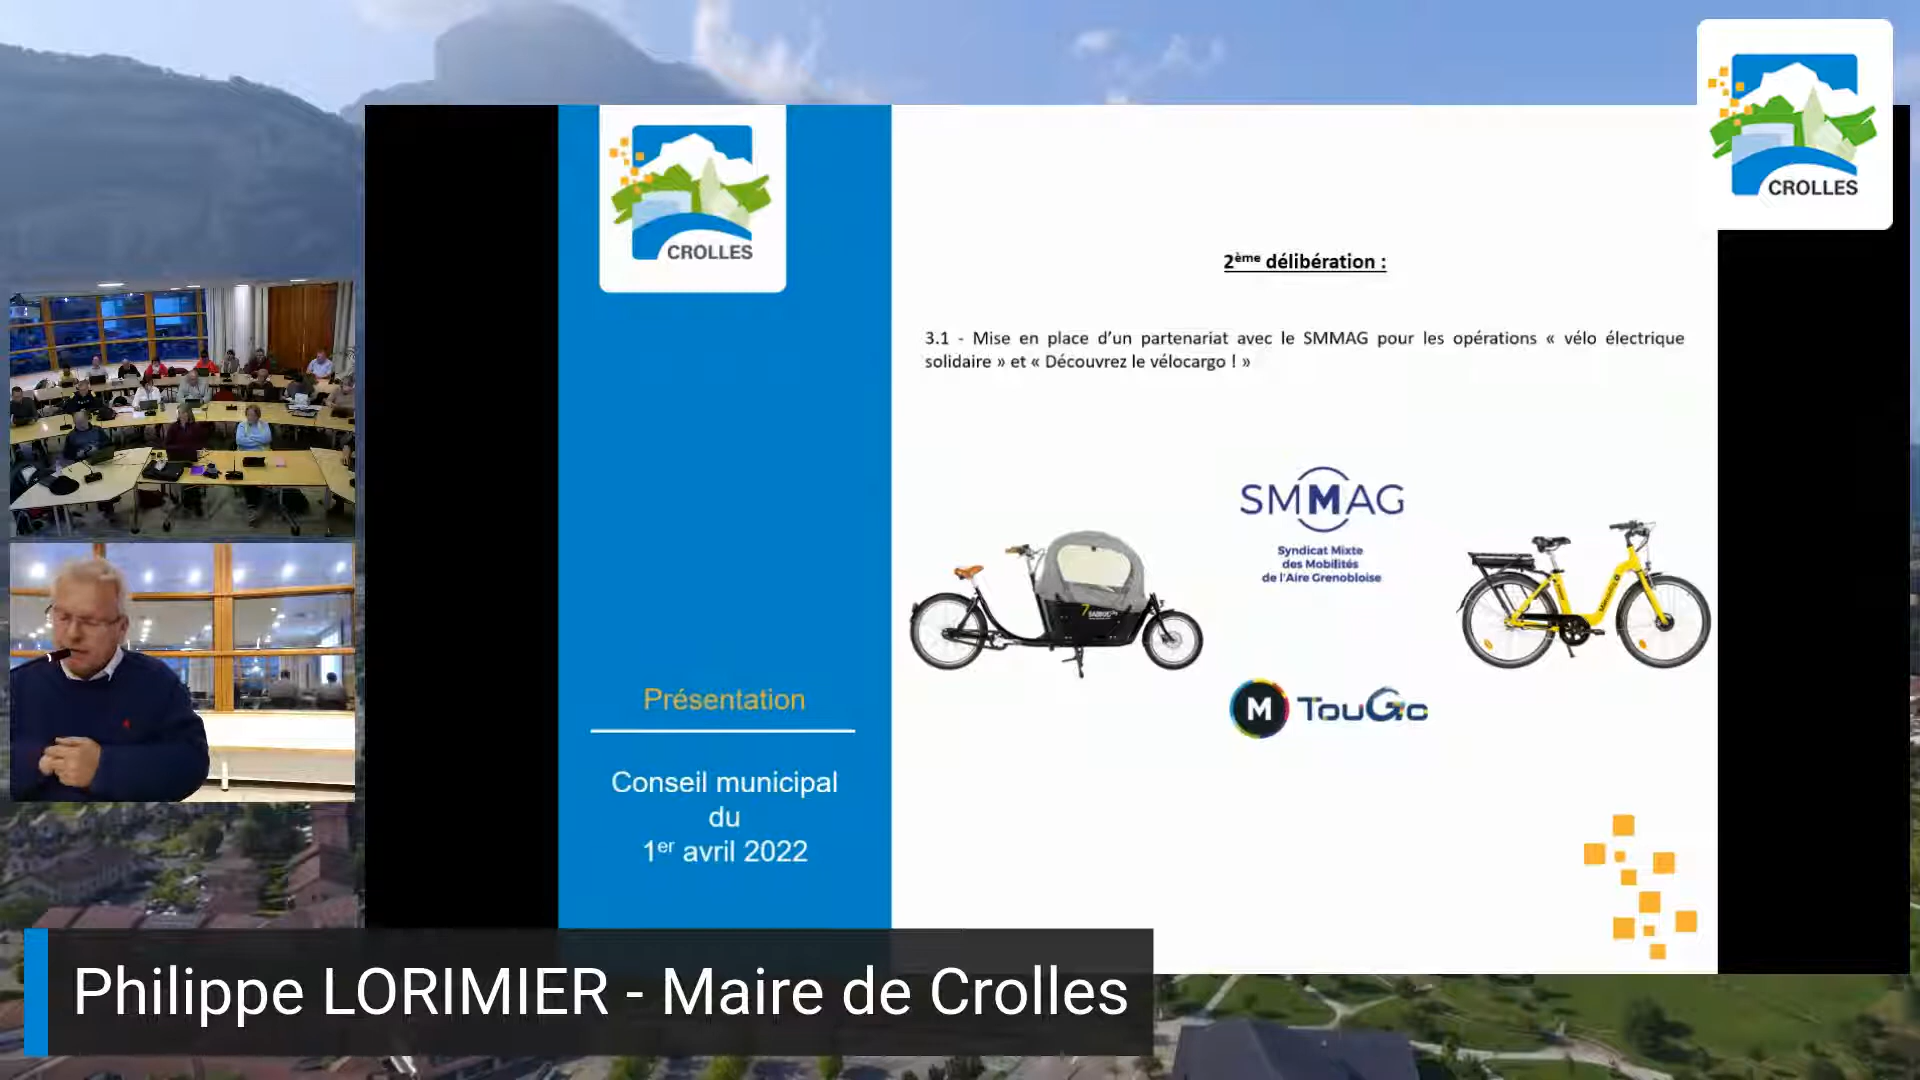 CROLLES
CROLLES
2ème délibération :
3.1 - Mise en place d’un partenariat avec le SMMAG pour les opérations « vélo électrique
solidaire » et « Découvrez le vélocargo ! »
SMMAG
Syndicat Mixte
des Mobilités
de l'Aire Grenobloise
M TouGo
Présentation
Conseil municipal
du
1er avril 2022
Philippe LORIMIER - Maire de Crolles